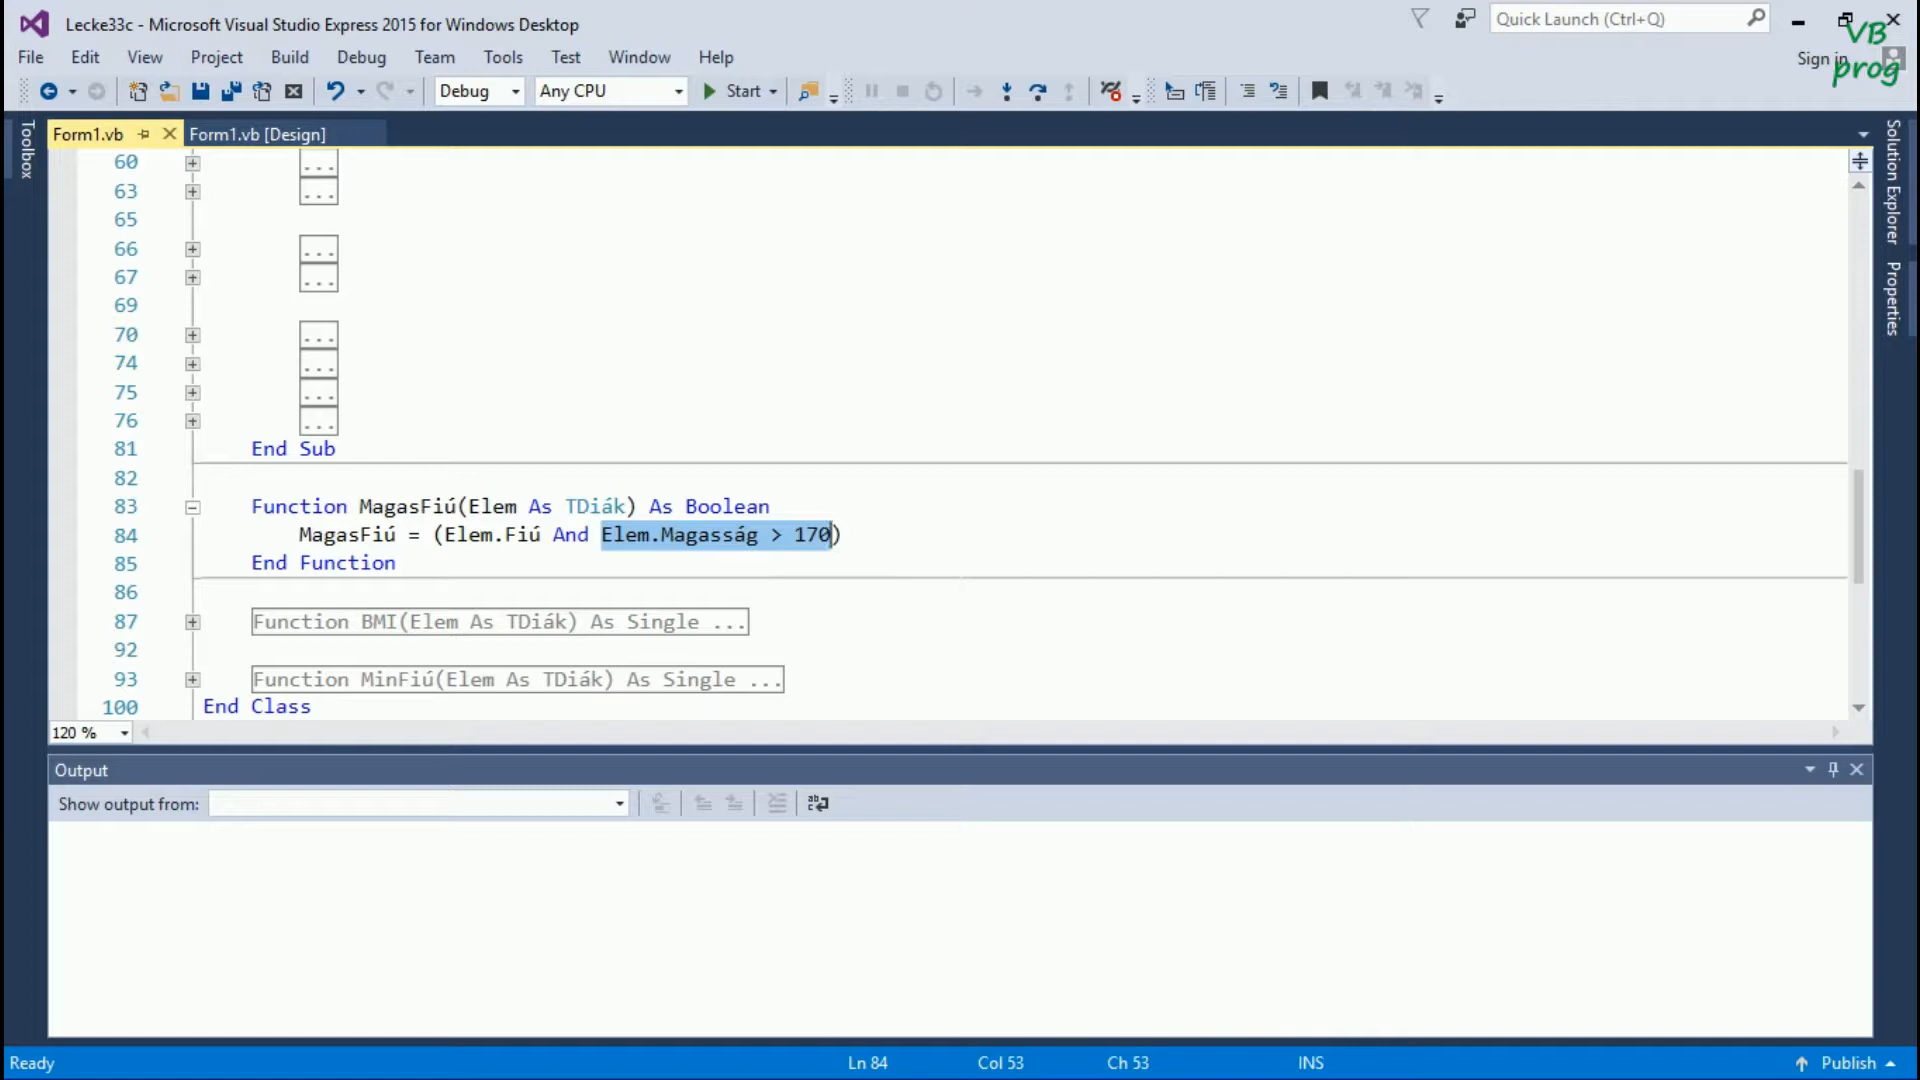 Lecke33c - Microsoft Visual Studio Express 2015 for Windows Desktop
Quick Launch (Ctrl+Q)
VB
prog
File Edit View Project Build Debug Team Tools Test Window Help
Sign in
Debug Any CPU Start
Toolbox
Form1.vb Form1.vb [Design]
Solution Explorer
Properties
60 ...
63 ...
65
66 ...
67 ...
69
70 ...
74 ...
75 ...
76 ...
81 End Sub
82
83 Function MagasFiú(Elem As TDiák) As Boolean
84 MagasFiú = (Elem.Fiú And Elem.Magasság > 170)
85 End Function
86
87 Function BMI(Elem As TDiák) As Single ...
92
93 Function MinFiú(Elem As TDiák) As Single ...
100 End Class
120 %
Output
Show output from:
Ready Ln 84 Col 53 Ch 53 INS Publish